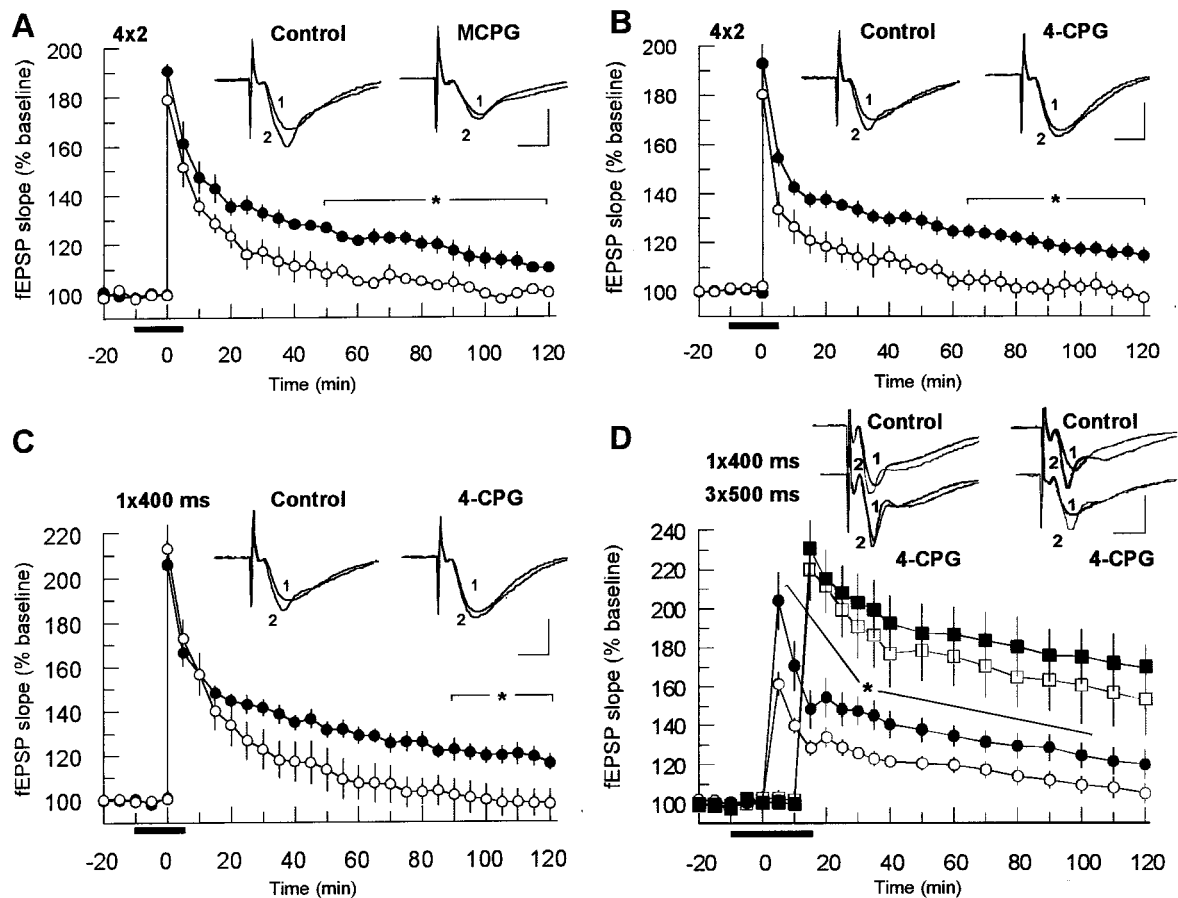 A
4x2
Control
MCPG
1
2
1
2
fEPSP slope (% baseline)
200
180
160
140
120
100
*
-20 0 20 40 60 80 100 120
Time (min)
B
4x2
Control
4-CPG
1
2
1
2
fEPSP slope (% baseline)
200
180
160
140
120
100
*
-20 0 20 40 60 80 100 120
Time (min)
C
1x400 ms
Control
4-CPG
1
2
1
2
fEPSP slope (% baseline)
220
200
180
160
140
120
100
*
-20 0 20 40 60 80 100 120
Time (min)
D
Control
Control
1x400 ms
3x500 ms
2 1
1
2
1
2
1
2
4-CPG
4-CPG
fEPSP slope (% baseline)
240
220
200
180
160
140
120
100
*
-20 0 20 40 60 80 100 120
Time (min)